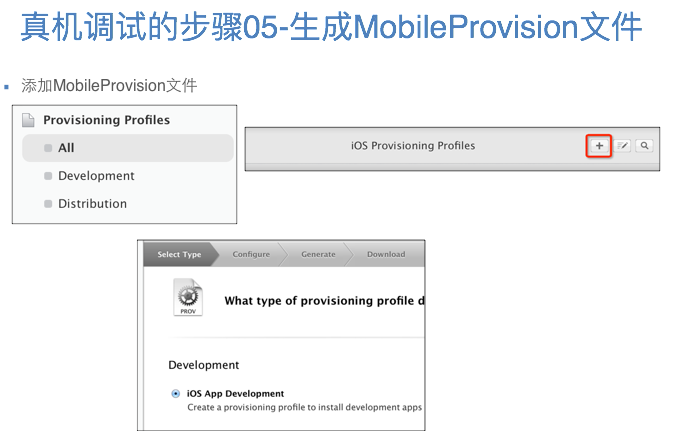 真机调试的步骤05-生成MobileProvision文件
添加MobileProvision文件
Provisioning Profiles
All
Development
Distribution
iOS Provisioning Profiles
Select Type
Configure
Generate
Download
PROV
What type of provisioning profile d
Development
iOS App Development
Create a provisioning profile to install development apps